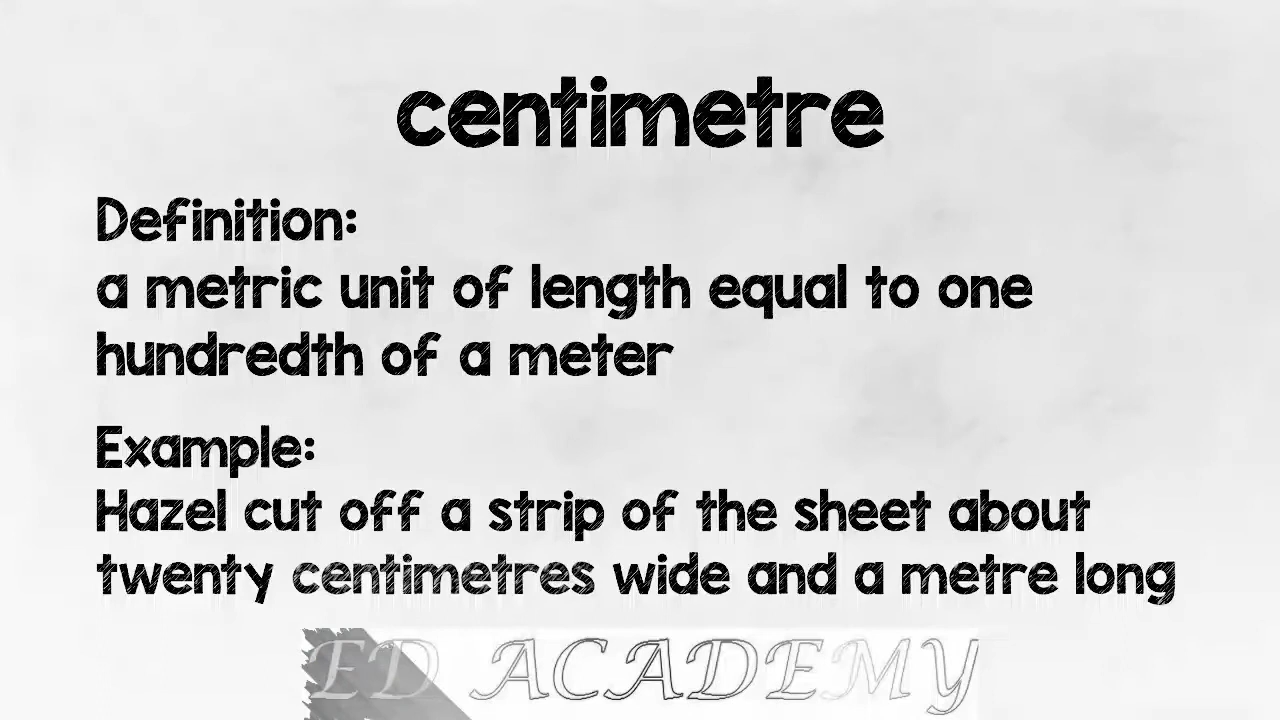 centimetre
Definition:
a metric unit of length equal to one
hundredth of a meter
Example:
Hazel cut off a strip of the sheet about
twenty centimetres wide and a metre long
ED ACADEMY